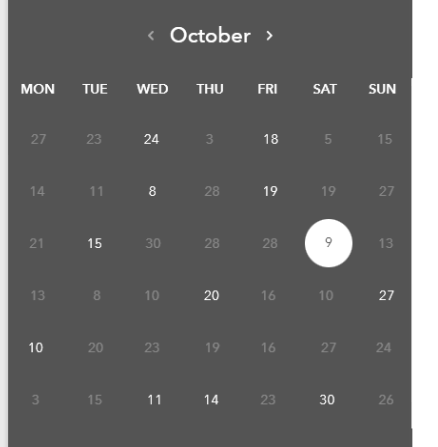 ‹ October ›
MON TUE WED THU FRI SAT SUN
27 23 24 3 18 5 15
14 11 8 28 19 19 27
21 15 30 28 28 9 13
13 8 10 20 16 10 27
10 20 23 19 16 27 24
3 15 11 14 23 30 26